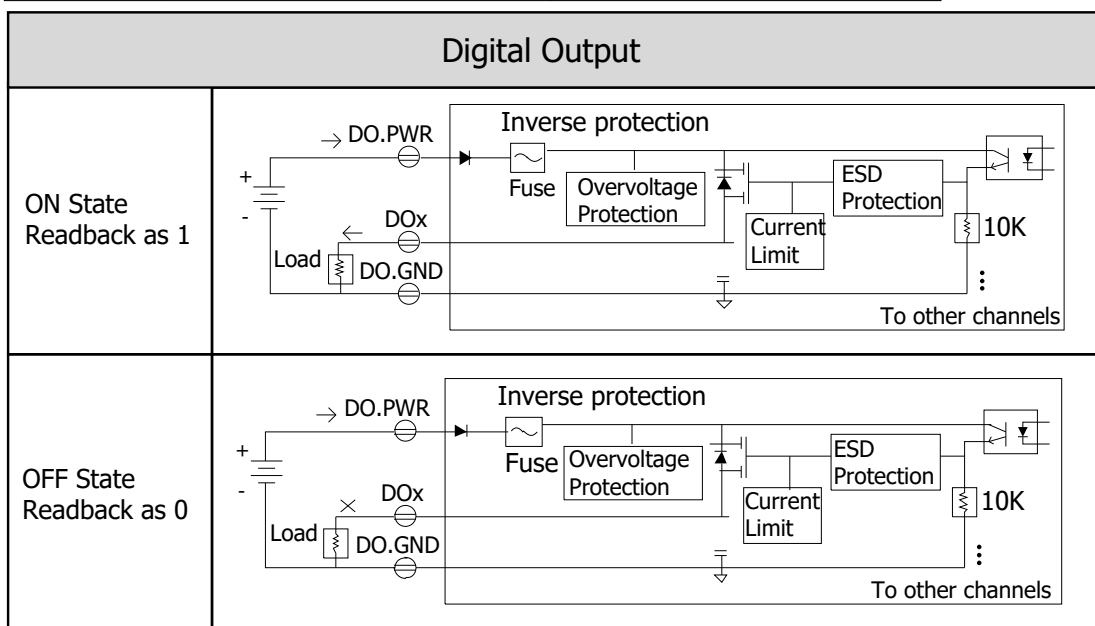 Digital Output
ON State
Readback as 1
Inverse protection
→ DO.PWR
+
-
Fuse
Overvoltage
Protection
ESD
Protection
← DOx
Current
Limit
10K
Load
DO.GND
To other channels
OFF State
Readback as 0
Inverse protection
→ DO.PWR
+
-
Fuse
Overvoltage
Protection
ESD
Protection
× DOx
Current
Limit
10K
Load
DO.GND
To other channels